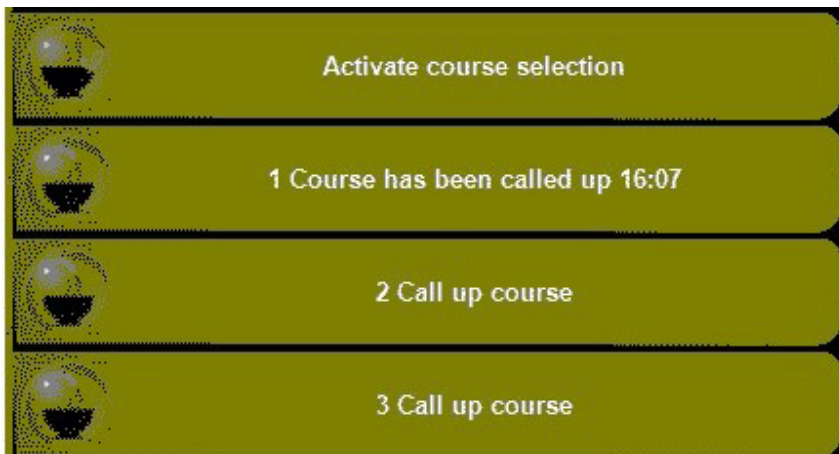 Activate course selection
1 Course has been called up 16:07
2 Call up course
3 Call up course